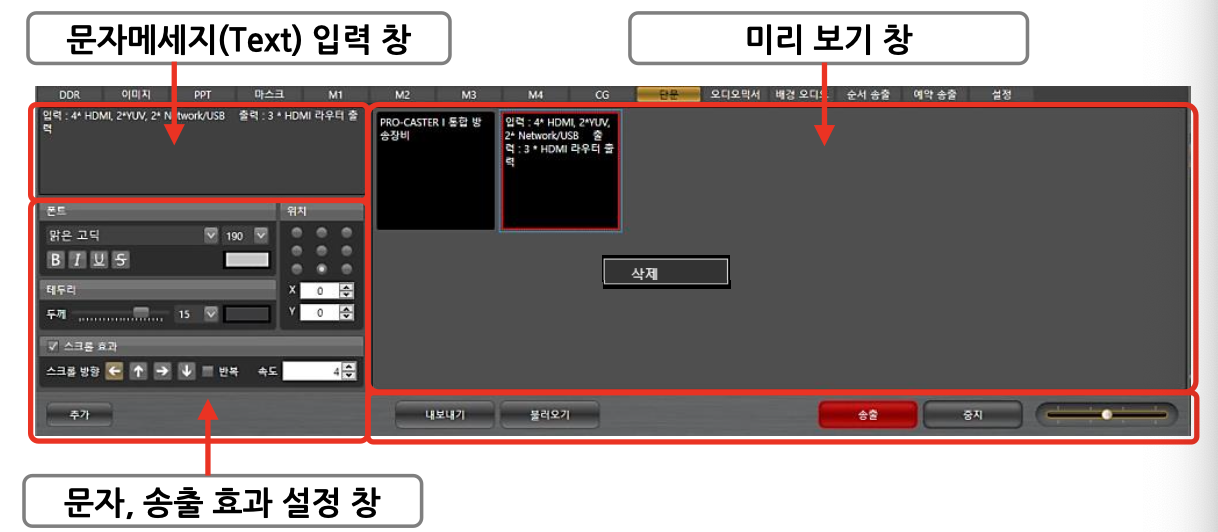 문자메세지(Text) 입력 창
미리 보기 창
DDR 이미지 PPT 마스크 M1 M2 M3 M4 CG 단문 오디오믹서 배경 오디오 순서 송출 예약 송출 설정
입력 : 4* HDMI, 2*YUV, 2* Network/USB 출력 : 3 * HDMI 라우터 출
력
PRO-CASTER I 통합 방
송장비
입력 : 4* HDMI, 2*YUV,
2* Network/USB 출
력 : 3 * HDMI 라우터 출
력
폰트 위치
맑은 고딕 190
B I U S
테두리
X 0
두께 15
Y 0
스크롤 효과
스크롤 방향 반복 속도 4
삭제
추가 내보내기 불러오기 송출 중지
문자, 송출 효과 설정 창